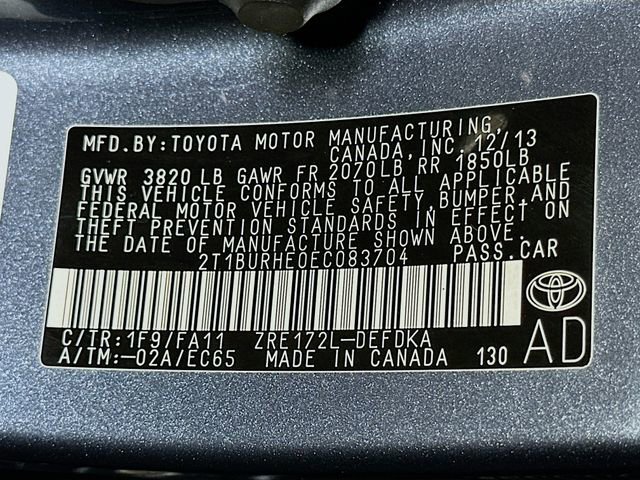 MFD.BY:TOYOTA MOTOR MANUFACTURING,
CANADA, INC. 12/13
GVWR 3820 LB GAWR FR 2070LB RR 1850LB
THIS VEHICLE CONFORMS TO ALL APPLICABLE
FEDERAL MOTOR VEHICLE SAFETY,BUMPER,AND
THEFT PREVENTION STANDARDS IN EFFECT ON
THE DATE OF MANUFACTURE SHOWN ABOVE.
2T1BURHE0EC083704 PASS.CAR
C/TR:1F9/FA11 ZRE172L-DEFDKA
A/TM:-02A/EC65 MADE IN CANADA 130
AD